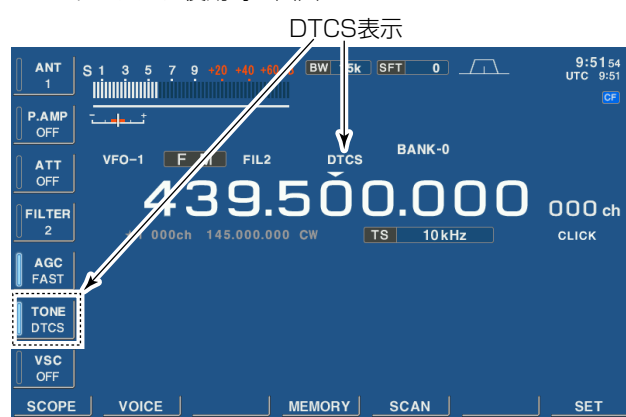 DTCS表示
ANT
1
S 1 3 5 7 9 +20 +40 +60
BW 15k SFT 0
9:51 54
UTC 9:51
CF
P.AMP
OFF
ATT
OFF
VFO-1 FM FIL2 DTCS BANK-0
439.500.000 000 ch
FILTER
2
000ch 145.000.000 CW TS 10kHz CLICK
AGC
FAST
TONE
DTCS
VSC
OFF
SCOPE VOICE MEMORY SCAN SET